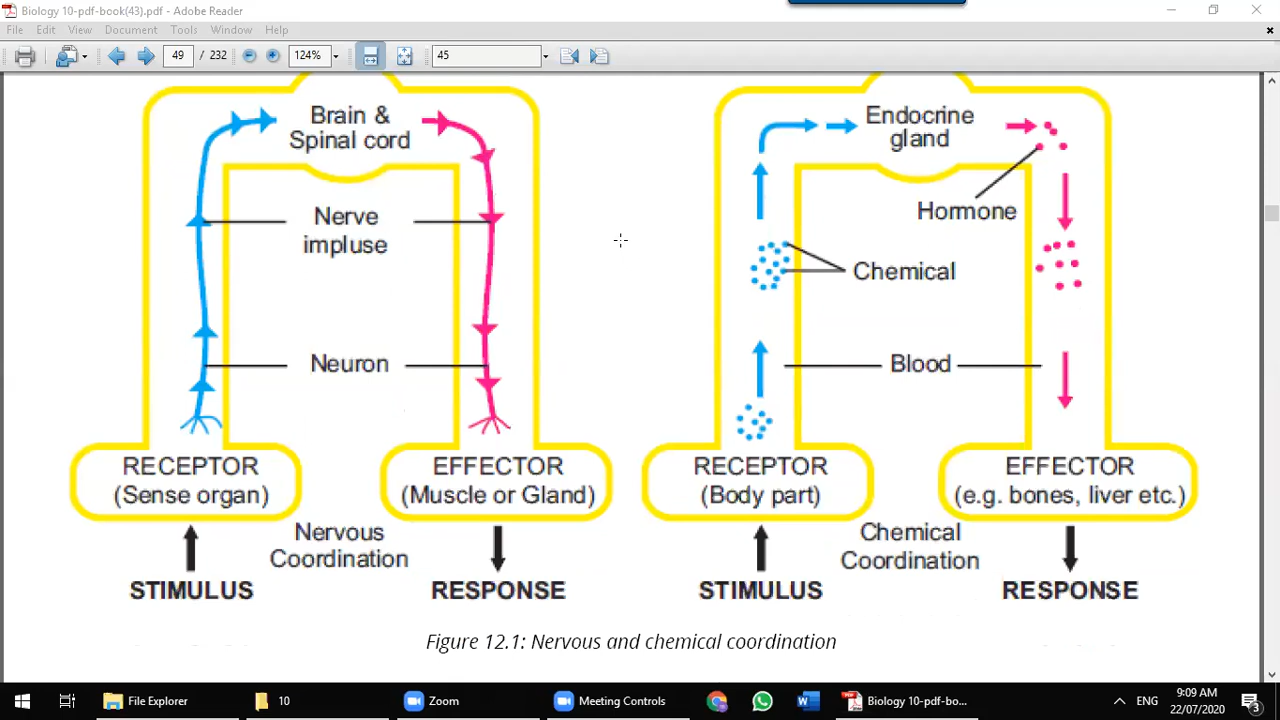 Biology 10-pdf-book(43).pdf - Adobe Reader
File Edit View Document Tools Window Help
49 / 232 124% 45
Brain &
Spinal cord
Nerve
impluse
Neuron
RECEPTOR
(Sense organ)
EFFECTOR
(Muscle or Gland)
Nervous
Coordination
STIMULUS
RESPONSE
Endocrine
gland
Hormone
Chemical
Blood
RECEPTOR
(Body part)
EFFECTOR
(e.g. bones, liver etc.)
Chemical
Coordination
STIMULUS
RESPONSE
Figure 12.1: Nervous and chemical coordination
File Explorer 10 Zoom Meeting Controls Biology 10-pdf-bo... ENG
9:09 AM
22/07/2020
3